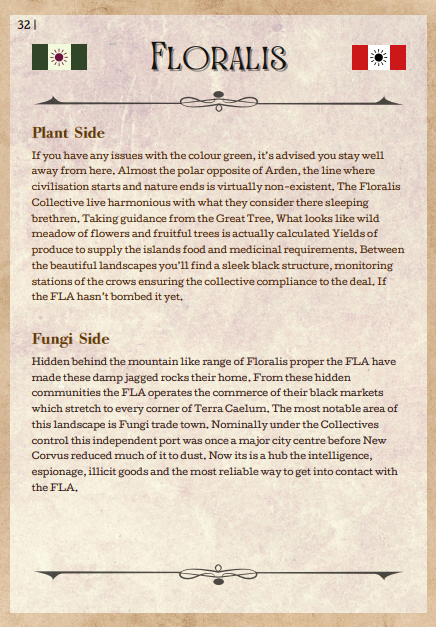 32 |
Floralis
Plant Side
If you have any issues with the colour green, it's advised you stay well
away from here. Almost the polar opposite of Arden, the line where
civilisation starts and nature ends is virtually non-existent. The Floralis
Collective live harmonious with what they consider there sleeping
brethren. Taking guidance from the Great Tree, What looks like wild
meadow of flowers and fruitful trees is actually calculated Yields of
produce to supply the islands food and medicinal requirements. Between
the beautiful landscapes you'll find a sleek black structure, monitoring
stations of the crows ensuring the collective compliance to the deal. If
the FLA hasn't bombed it yet.
Fungi Side
Hidden behind the mountain like range of Floralis proper the FLA have
made these damp jagged rocks their home. From these hidden
communities the FLA operates the commerce of their black markets
which stretch to every corner of Terra Caelum. The most notable area of
this landscape is Fungi trade town. Nominally under the Collectives
control this independent port was once a major city centre before New
Corvus reduced much of it to dust. Now its is a hub the intelligence,
espionage, illicit goods and the most reliable way to get into contact with
the FLA.